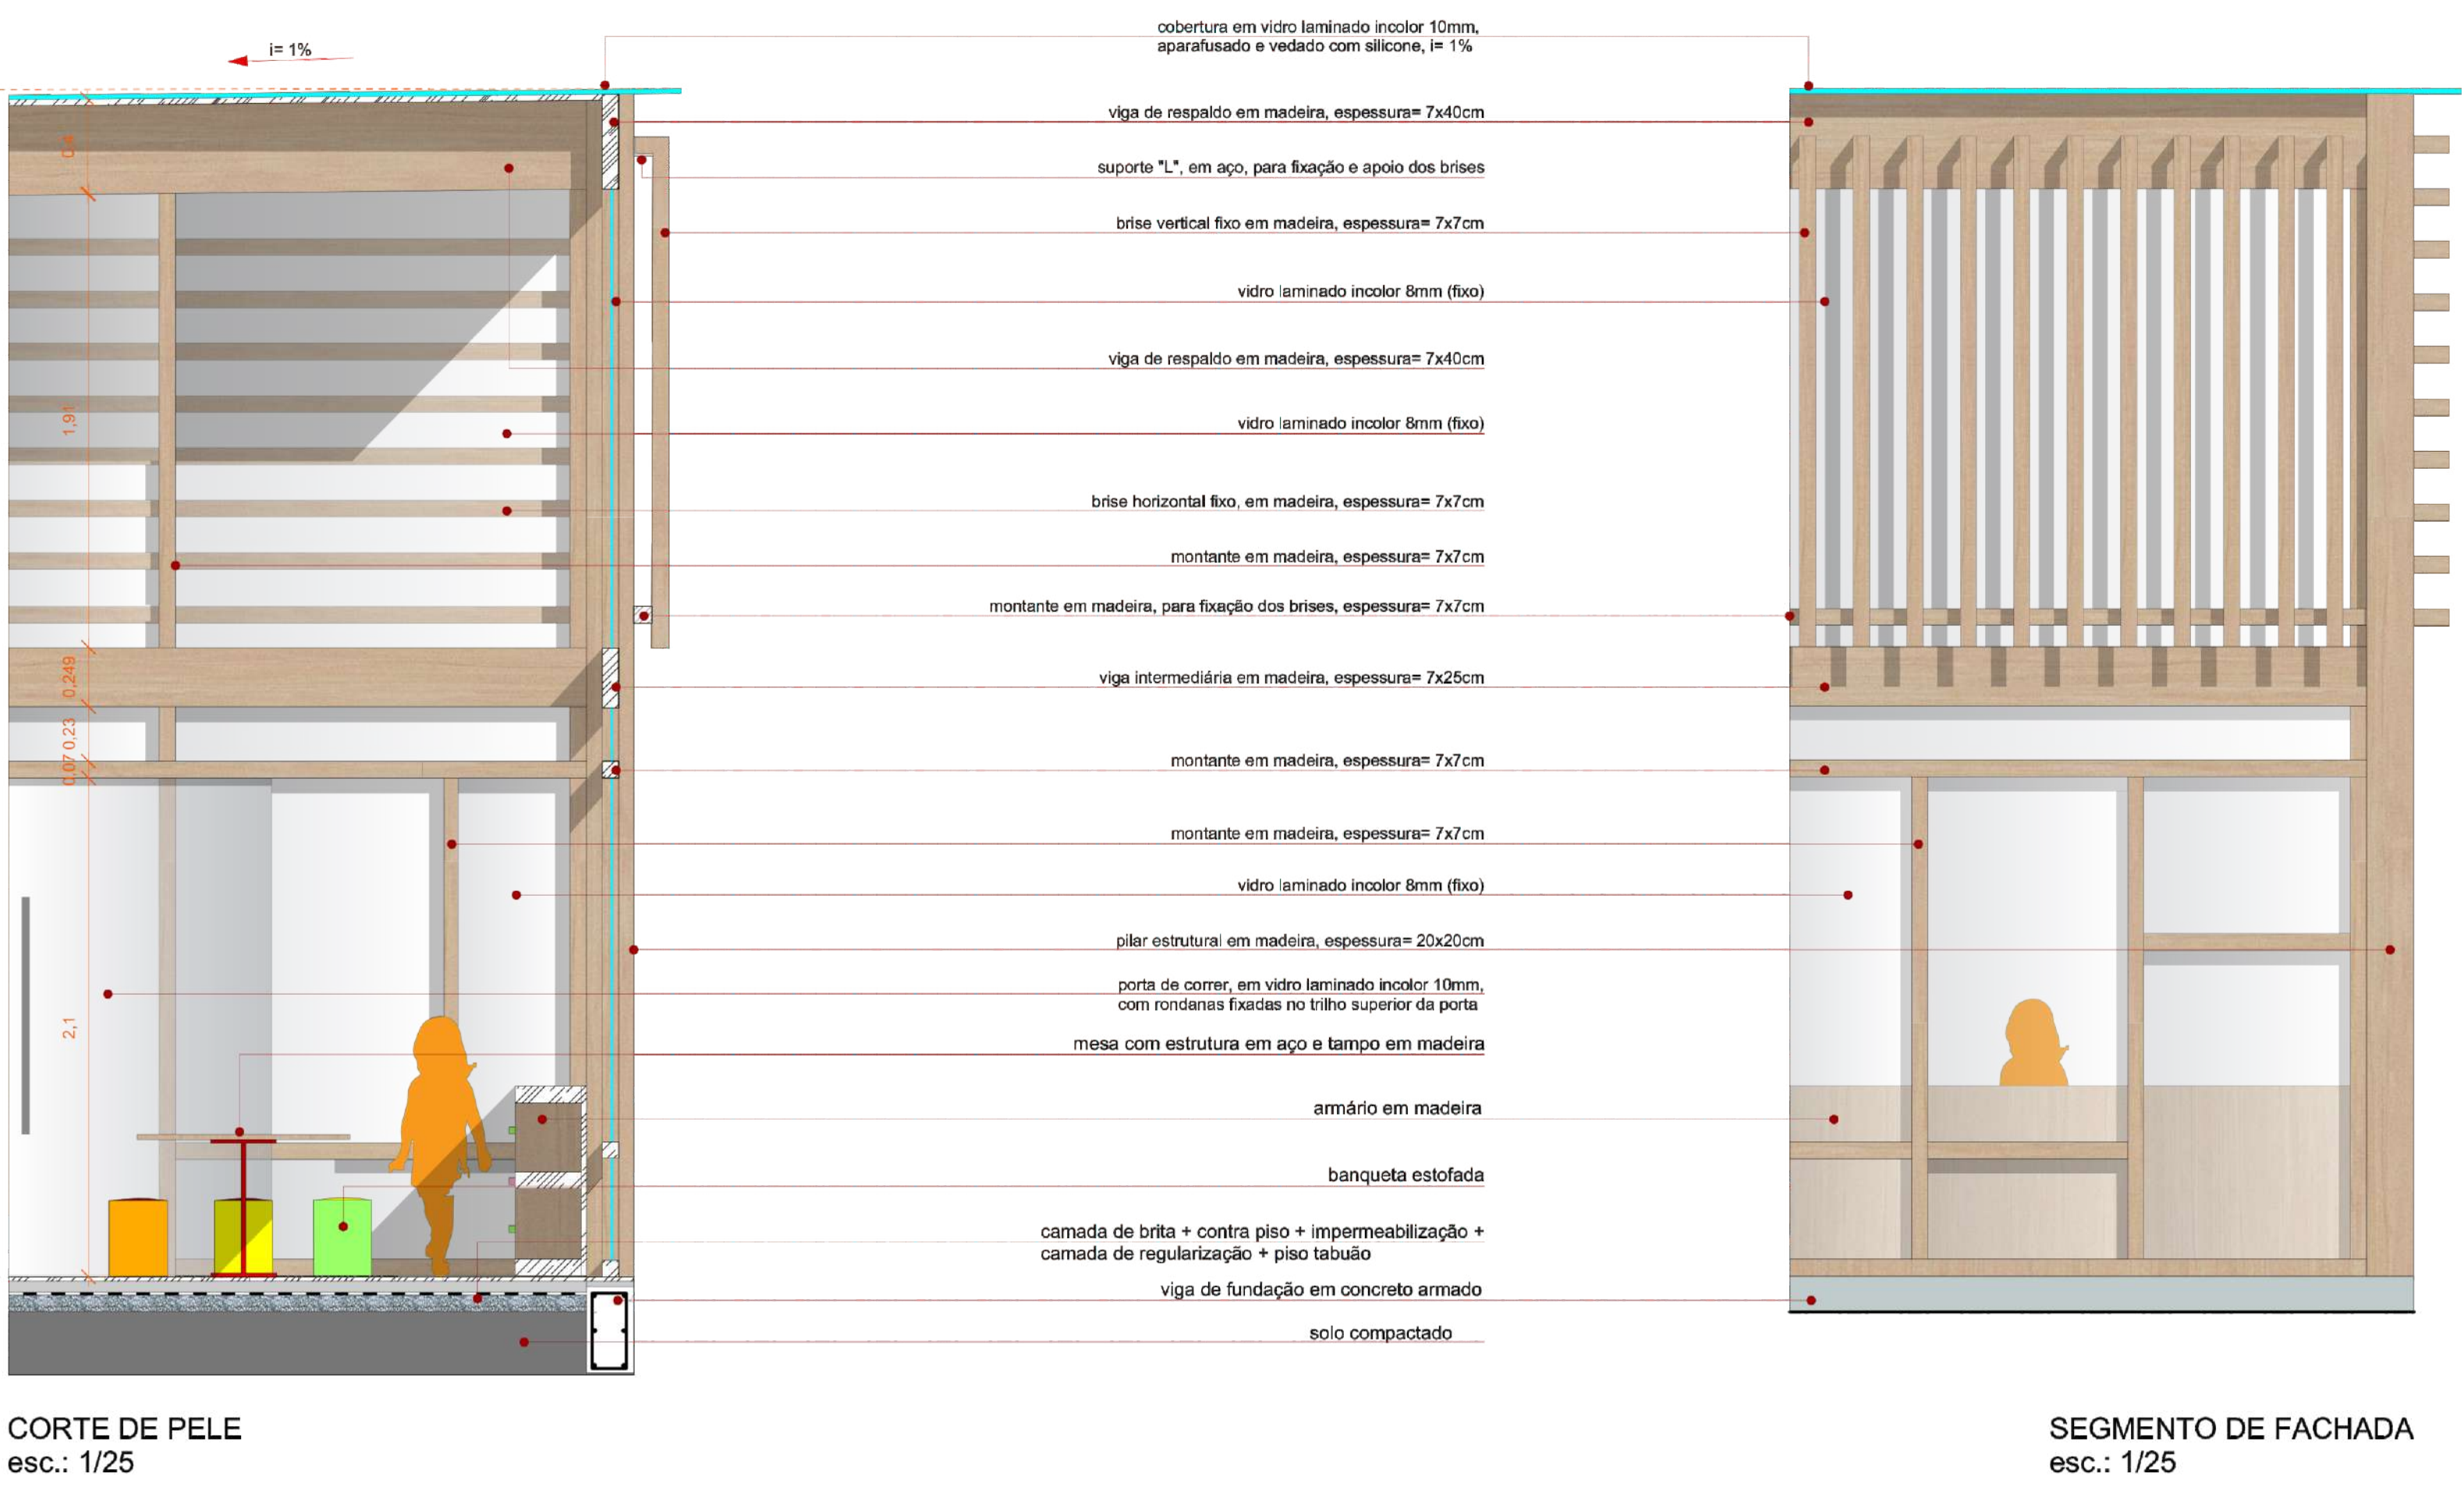 cobertura em vidro laminado incolor 10mm,
aparafusado e vedado com silicone, i= 1%
i= 1%
viga de respaldo em madeira, espessura= 7x40cm
suporte "L", em aço, para fixação e apoio dos brises
brise vertical fixo em madeira, espessura= 7x7cm
vidro laminado incolor 8mm (fixo)
viga de respaldo em madeira, espessura= 7x40cm
vidro laminado incolor 8mm (fixo)
brise horizontal fixo, em madeira, espessura= 7x7cm
montante em madeira, espessura= 7x7cm
montante em madeira, para fixação dos brises, espessura= 7x7cm
viga intermediária em madeira, espessura= 7x25cm
montante em madeira, espessura= 7x7cm
montante em madeira, espessura= 7x7cm
vidro laminado incolor 8mm (fixo)
pilar estrutural em madeira, espessura= 20x20cm
porta de correr, em vidro laminado incolor 10mm,
com rondanas fixadas no trilho superior da porta
mesa com estrutura em aço e tampo em madeira
armário em madeira
banqueta estofada
camada de brita + contra piso + impermeabilização +
camada de regularização + piso tabuão
viga de fundação em concreto armado
solo compactado
0,4
1,91
0,249
0,23
0,07
2,1
CORTE DE PELE
esc.: 1/25
SEGMENTO DE FACHADA
esc.: 1/25